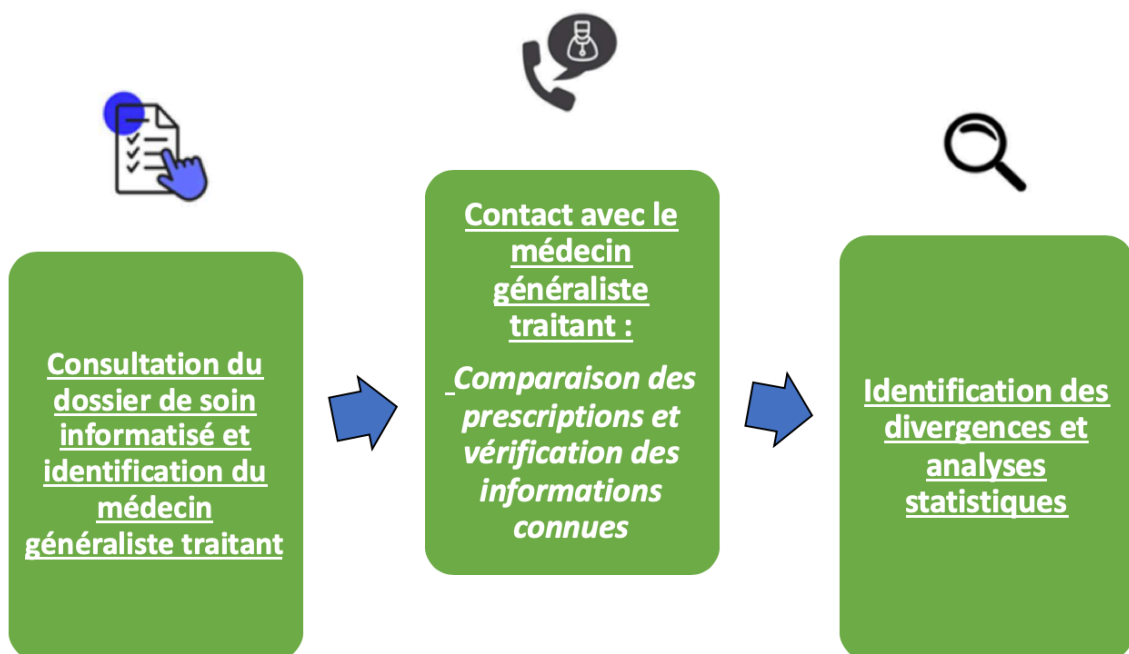 Consultation du
dossier de soin
informatisé et
identification du
médecin
généraliste traitant
Contact avec le
médecin
généraliste
traitant :
Comparaison des
prescriptions et
vérification des
informations
connues
Identification des
divergences et
analyses
statistiques